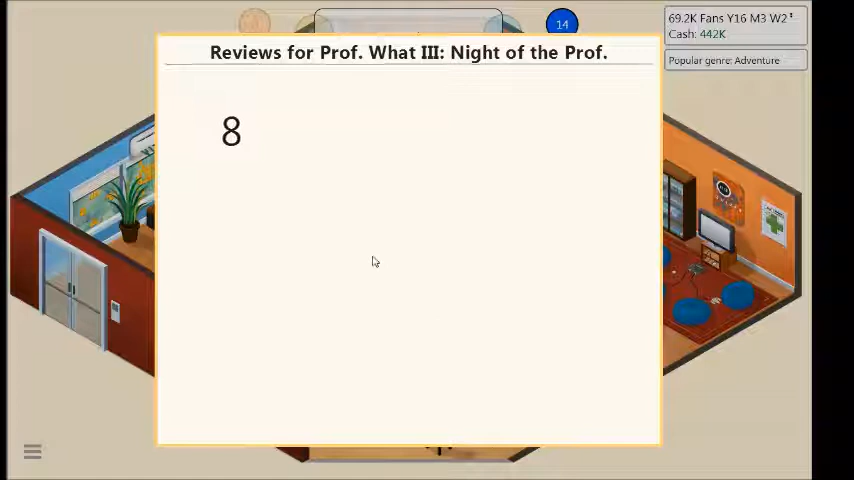 14
69.2K Fans Y16 M3 W2
Cash: 442K
Popular genre: Adventure
Reviews for Prof. What III: Night of the Prof.
8